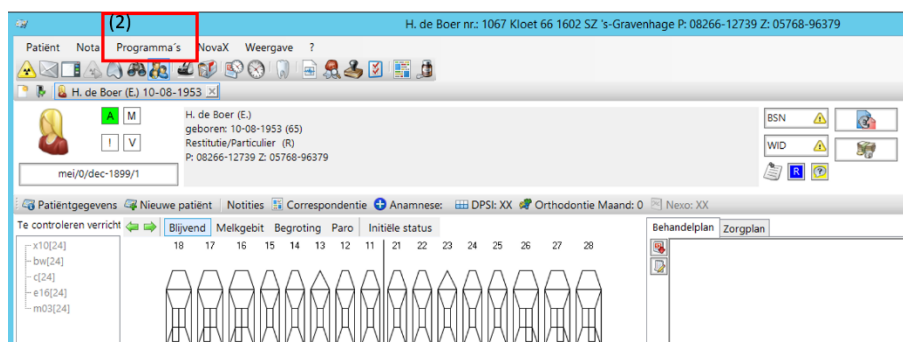 (2)
H. de Boer nr.: 1067 Kloet 66 1602 SZ 's-Gravenhage P: 08266-12739 Z: 05768-96379
Patiënt Nota Programma´s NovaX Weergave ?
H. de Boer (E.) 10-08-1953
A M
! V
mei/0/dec-1899/1
H. de Boer (E.)
geboren: 10-08-1953 (65)
Restitutie/Particulier (R)
P: 08266-12739 Z: 05768-96379
BSN
WID
R
Patiëntgegevens Nieuwe patiënt Notities Correspondentie Anamnese: DPSI: XX Orthodontie Maand: 0 Nexo: XX
Te controleren verricht
x10[24]
bw[24]
c[24]
e16[24]
m03[24]
Blijvend Melkgebit Begroting Paro Initiële status
18 17 16 15 14 13 12 11 21 22 23 24 25 26 27 28
Behandelplan Zorgplan